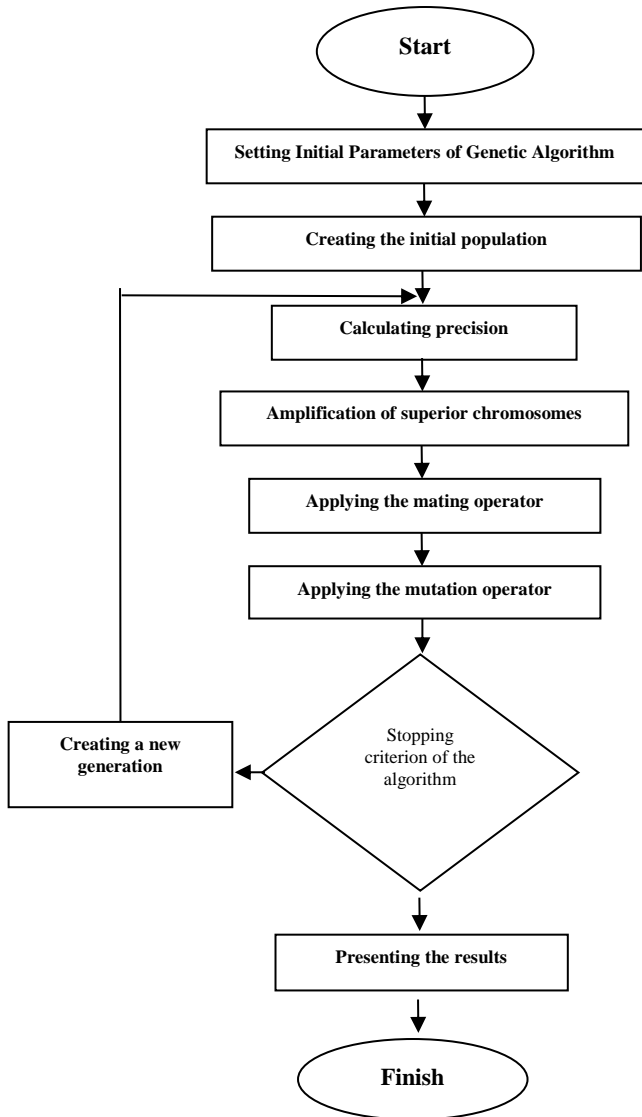 Start
Setting Initial Parameters of Genetic Algorithm
Creating the initial population
Calculating precision
Amplification of superior chromosomes
Applying the mating operator
Applying the mutation operator
Stopping
criterion of the
algorithm
Creating a new
generation
Presenting the results
Finish